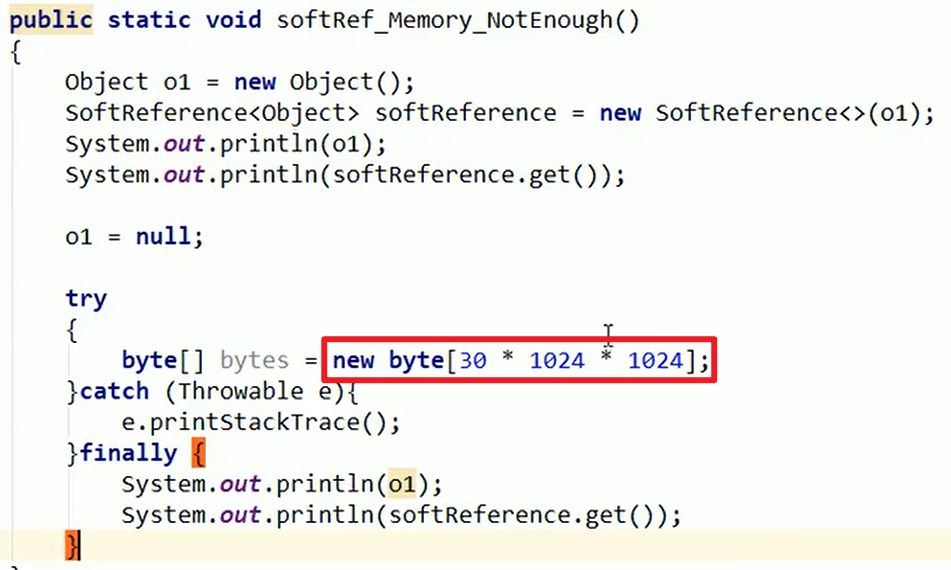 public static void softRef_Memory_NotEnough()
{
Object o1 = new Object();
SoftReference<Object> softReference = new SoftReference<>(o1);
System.out.println(o1);
System.out.println(softReference.get());
o1 = null;
try
{
byte[] bytes = new byte[30 * 1024 * 1024];
}catch (Throwable e){
e.printStackTrace();
}finally {
System.out.println(o1);
System.out.println(softReference.get());
}